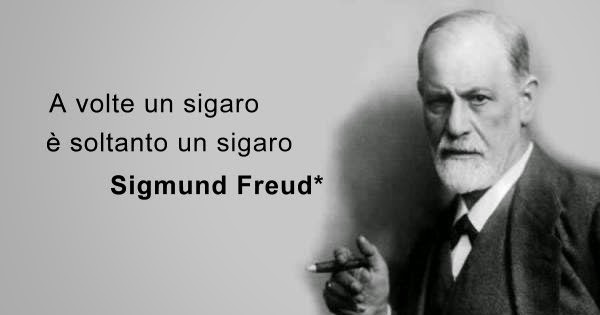 A volte un sigaro
è soltanto un sigaro
Sigmund Freud*